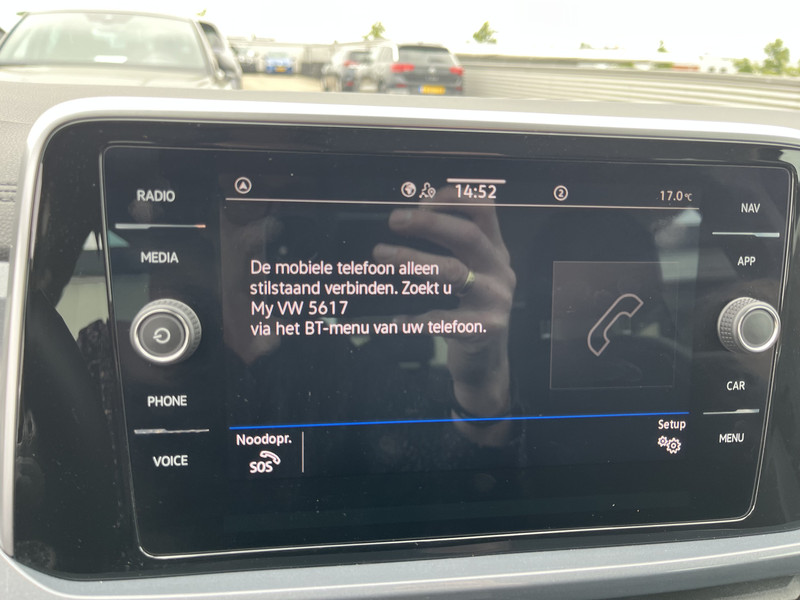 RADIO
MEDIA
PHONE
VOICE
14:52
2
17.0°C
De mobiele telefoon alleen
stilstaand verbinden. Zoekt u
My VW 5617
via het BT-menu van uw telefoon.
Noodopr.
SOS
Setup
NAV
APP
CAR
MENU